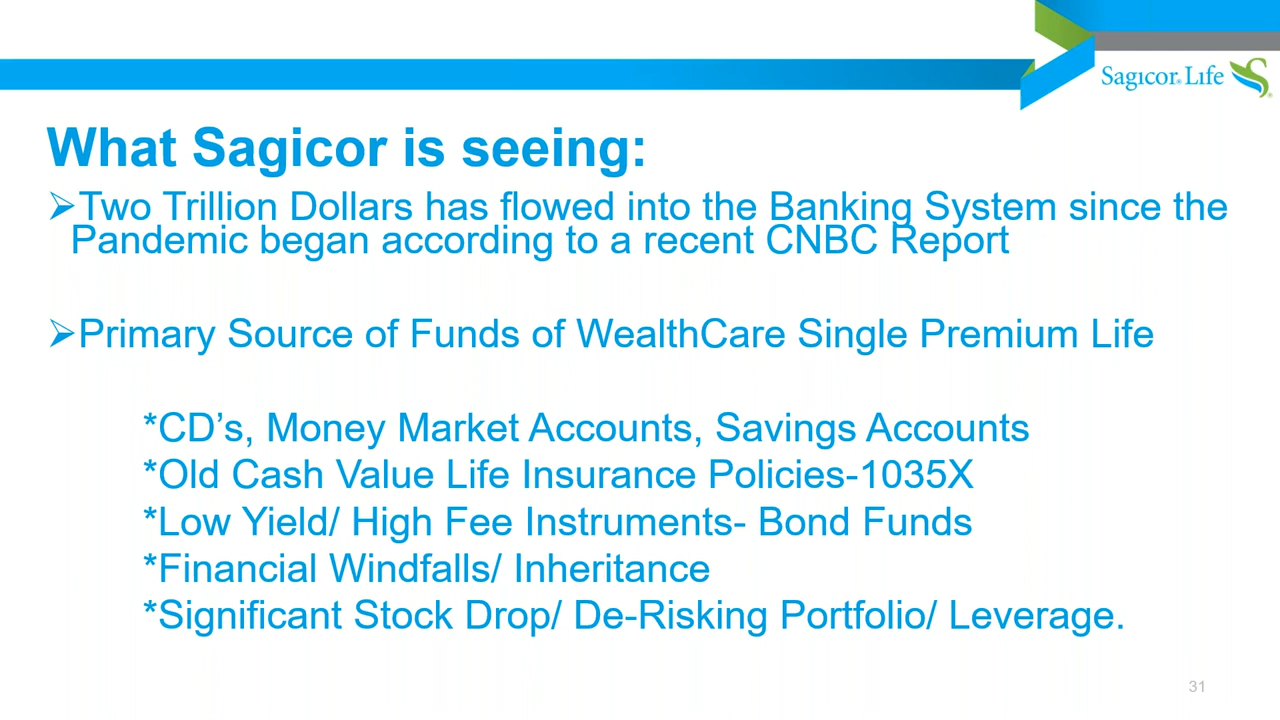 Sagicor® Life
What Sagicor is seeing:
➢Two Trillion Dollars has flowed into the Banking System since the
Pandemic began according to a recent CNBC Report
➢Primary Source of Funds of WealthCare Single Premium Life
*CD’s, Money Market Accounts, Savings Accounts
*Old Cash Value Life Insurance Policies-1035X
*Low Yield/ High Fee Instruments- Bond Funds
*Financial Windfalls/ Inheritance
*Significant Stock Drop/ De-Risking Portfolio/ Leverage.
31